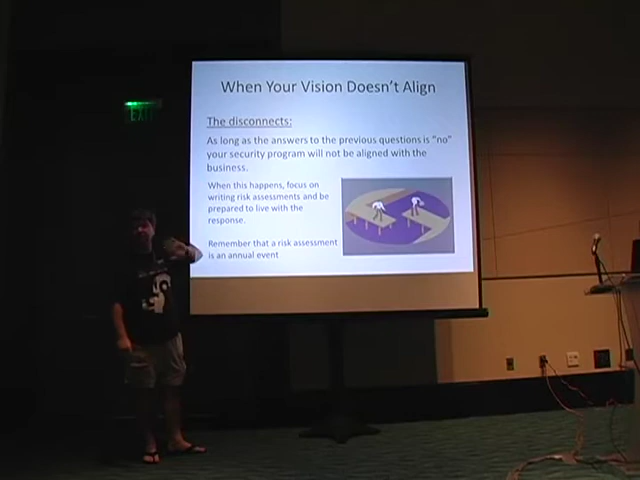 EXIT
When Your Vision Doesn't Align
The disconnects:
As long as the answers to the previous questions is "no"
your security program will not be aligned with the
business.
When this happens, focus on
writing risk assessments and be
prepared to live with the
response.
Remember that a risk assessment
is an annual event